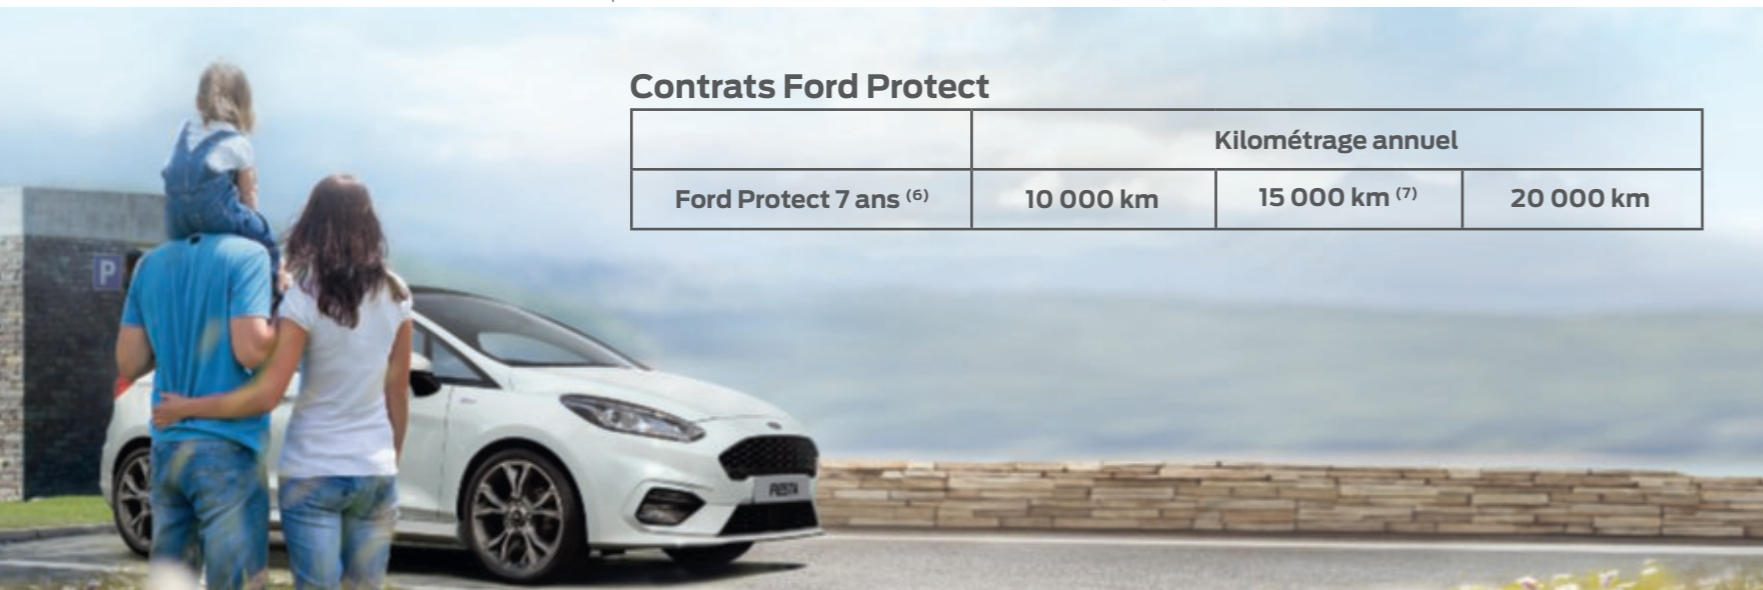 Contrats Ford Protect
Kilométrage annuel
Ford Protect 7 ans (6) 10 000 km 15 000 km (7) 20 000 km
P
FIESTA